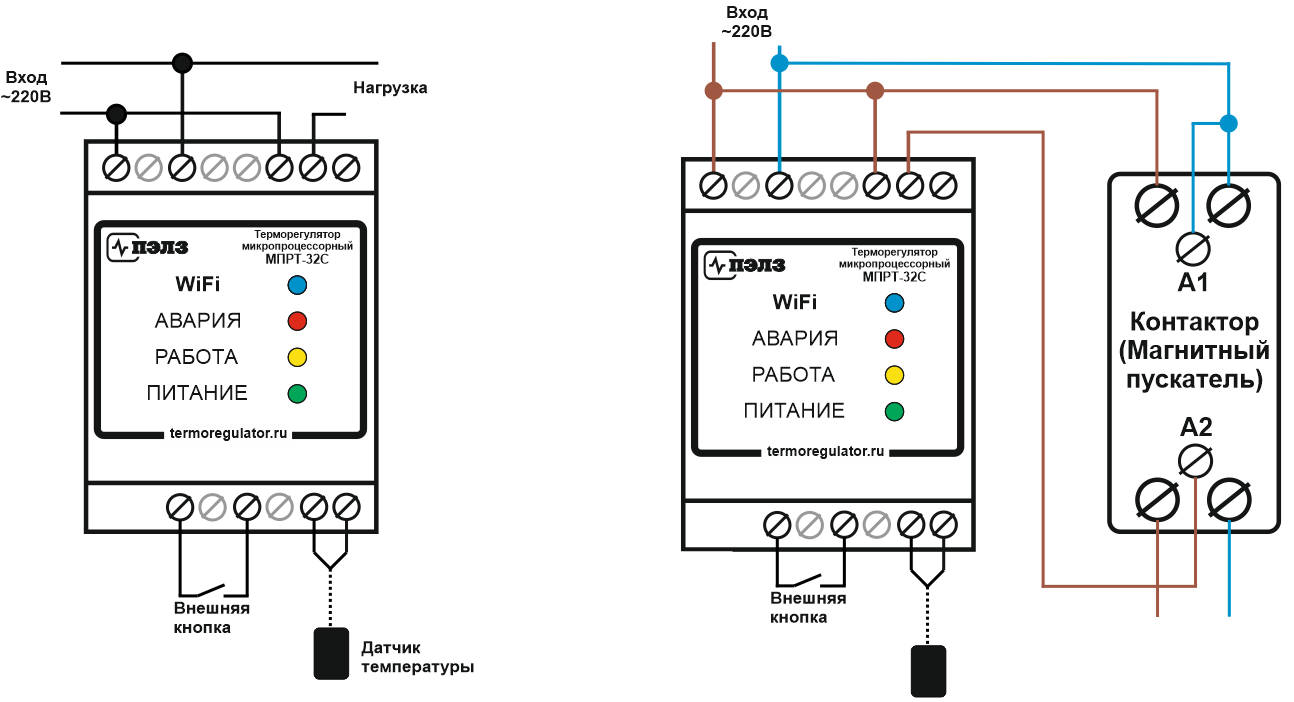 Вход
~220В
Нагрузка
ПЭЛЗ
Терморегулятор
микропроцессорный
МПРТ-32С
WiFi
АВАРИЯ
РАБОТА
ПИТАНИЕ
termoregulator.ru
Внешняя
кнопка
Датчик
температуры
Вход
~220В
ПЭЛЗ
Терморегулятор
микропроцессорный
МПРТ-32С
WiFi
АВАРИЯ
РАБОТА
ПИТАНИЕ
termoregulator.ru
Внешняя
кнопка
A1
Контактор
(Магнитный
пускатель)
A2